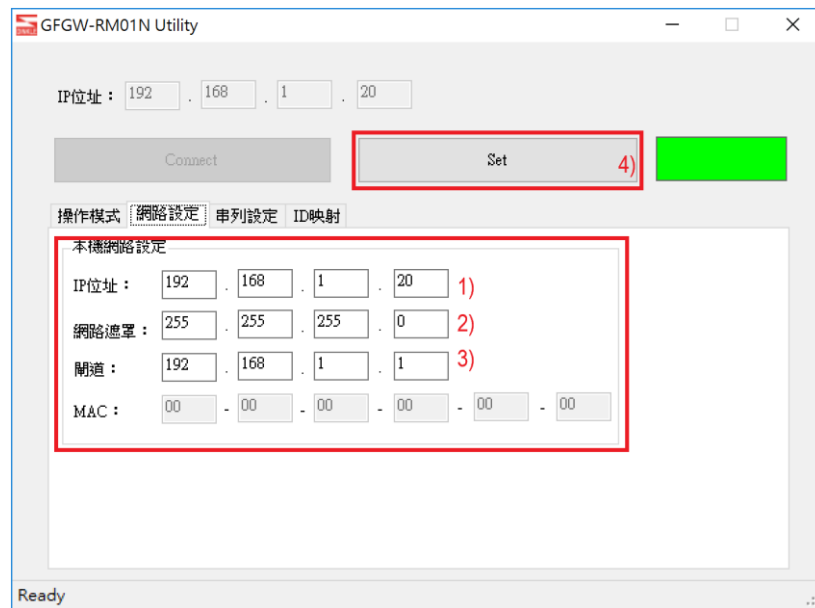 GFGW-RM01N Utility
IP位址： 192 . 168 . 1 . 20
Connect Set 4)
操作模式 網路設定 串列設定 ID映射
本機網路設定
IP位址： 192 . 168 . 1 . 20 1)
網路遮罩： 255 . 255 . 255 . 0 2)
閘道： 192 . 168 . 1 . 1 3)
MAC： 00 - 00 - 00 - 00 - 00 - 00
Ready